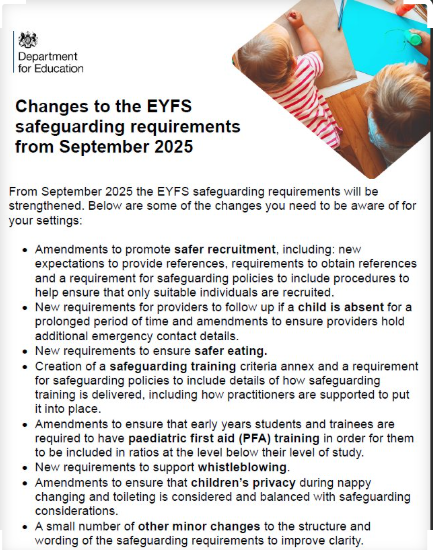 Department
for Education
Changes to the EYFS
safeguarding requirements
from September 2025
From September 2025 the EYFS safeguarding requirements will be
strengthened. Below are some of the changes you need to be aware of for
your settings:
• Amendments to promote safer recruitment, including: new
expectations to provide references, requirements to obtain references
and a requirement for safeguarding policies to include procedures to
help ensure that only suitable individuals are recruited.
• New requirements for providers to follow up if a child is absent for a
prolonged period of time and amendments to ensure providers hold
additional emergency contact details.
• New requirements to ensure safer eating.
• Creation of a safeguarding training criteria annex and a requirement
for safeguarding policies to include details of how safeguarding
training is delivered, including how practitioners are supported to put
it into place.
• Amendments to ensure that early years students and trainees are
required to have paediatric first aid (PFA) training in order for them
to be included in ratios at the level below their level of study.
• New requirements to support whistleblowing.
• Amendments to ensure that children's privacy during nappy
changing and toileting is considered and balanced with safeguarding
considerations.
• A small number of other minor changes to the structure and
wording of the safeguarding requirements to improve clarity.